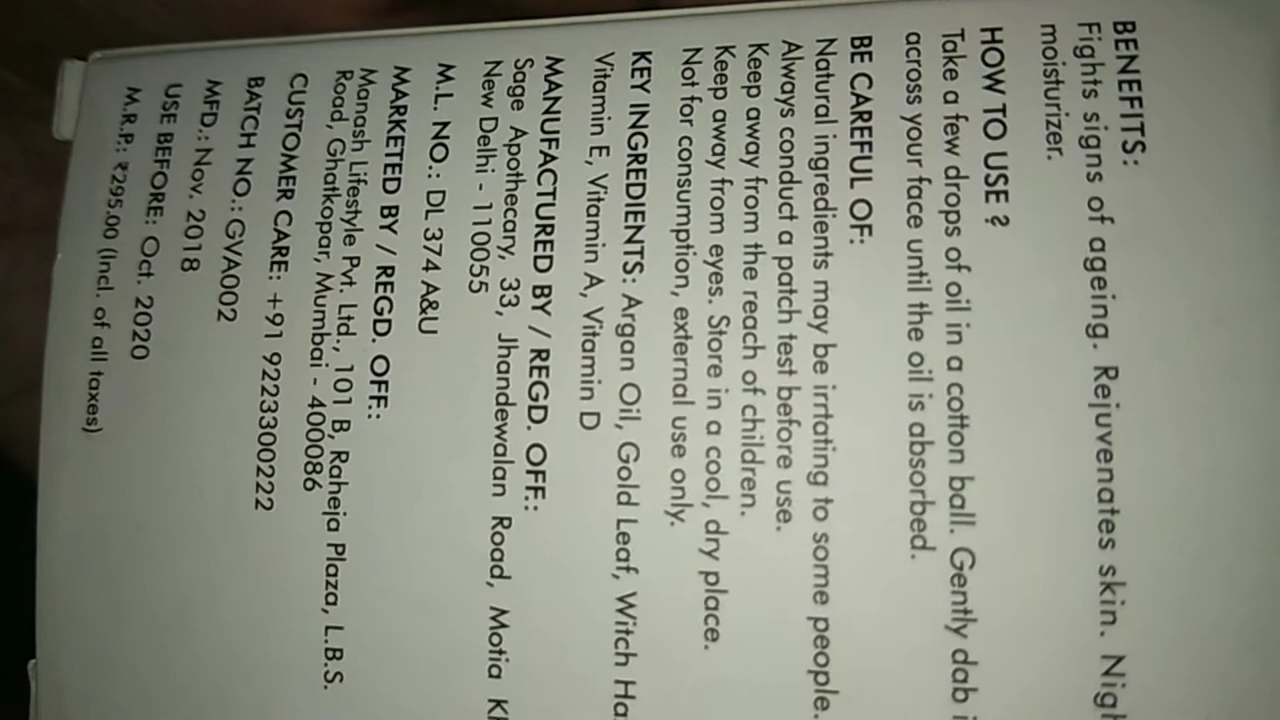 BENEFITS:
Fights signs of ageing. Rejuvenates skin.
moisturizer.
HOW TO USE ?
Take a few drops of oil in a cotton ball. Gently dab
across your face until the oil is absorbed.
BE CAREFUL OF:
Natural ingredients may be irrtating to some people.
Always conduct a patch test before use.
Keep away from the reach of children.
Keep away from eyes. Store in a cool, dry place.
Not for consumption, external use only.
KEY INGREDIENTS: Argan Oil, Gold Leaf, Witch
Vitamin E, Vitamin A, Vitamin D
MANUFACTURED BY / REGD. OFF.:
Sage Apothecary, 33, Jhandewalan Road, Motia
New Delhi - 110055
M.L. NO.: DL 374 A&U
MARKETED BY / REGD. OFF.:
Manash Lifestyle Pvt. Ltd., 101 B, Raheja Plaza, L.B.S.
Road, Ghatkopar, Mumbai - 400086
CUSTOMER CARE: +91 9223300222
BATCH NO.: GVA002
MFD.: Nov. 2018
USE BEFORE: Oct. 2020
M.R.P.: ₹295.00 (Incl. of all taxes)